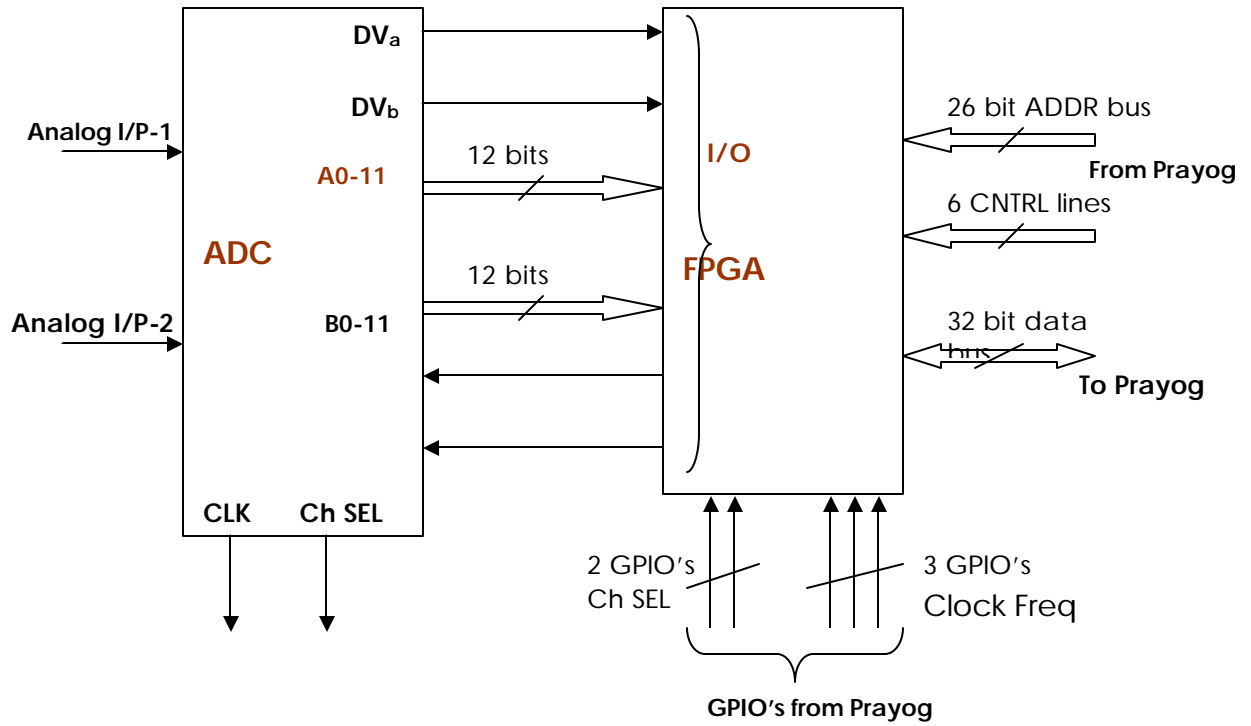 DVa
DVb
Analog I/P-1
12 bits
A0-11
I/O
26 bit ADDR bus
From Prayog
6 CNTRL lines
ADC
12 bits
FPGA
Analog I/P-2
B0-11
32 bit data
bus
To Prayog
CLK
Ch SEL
2 GPIO's
Ch SEL
3 GPIO's
Clock Freq
GPIO's from Prayog